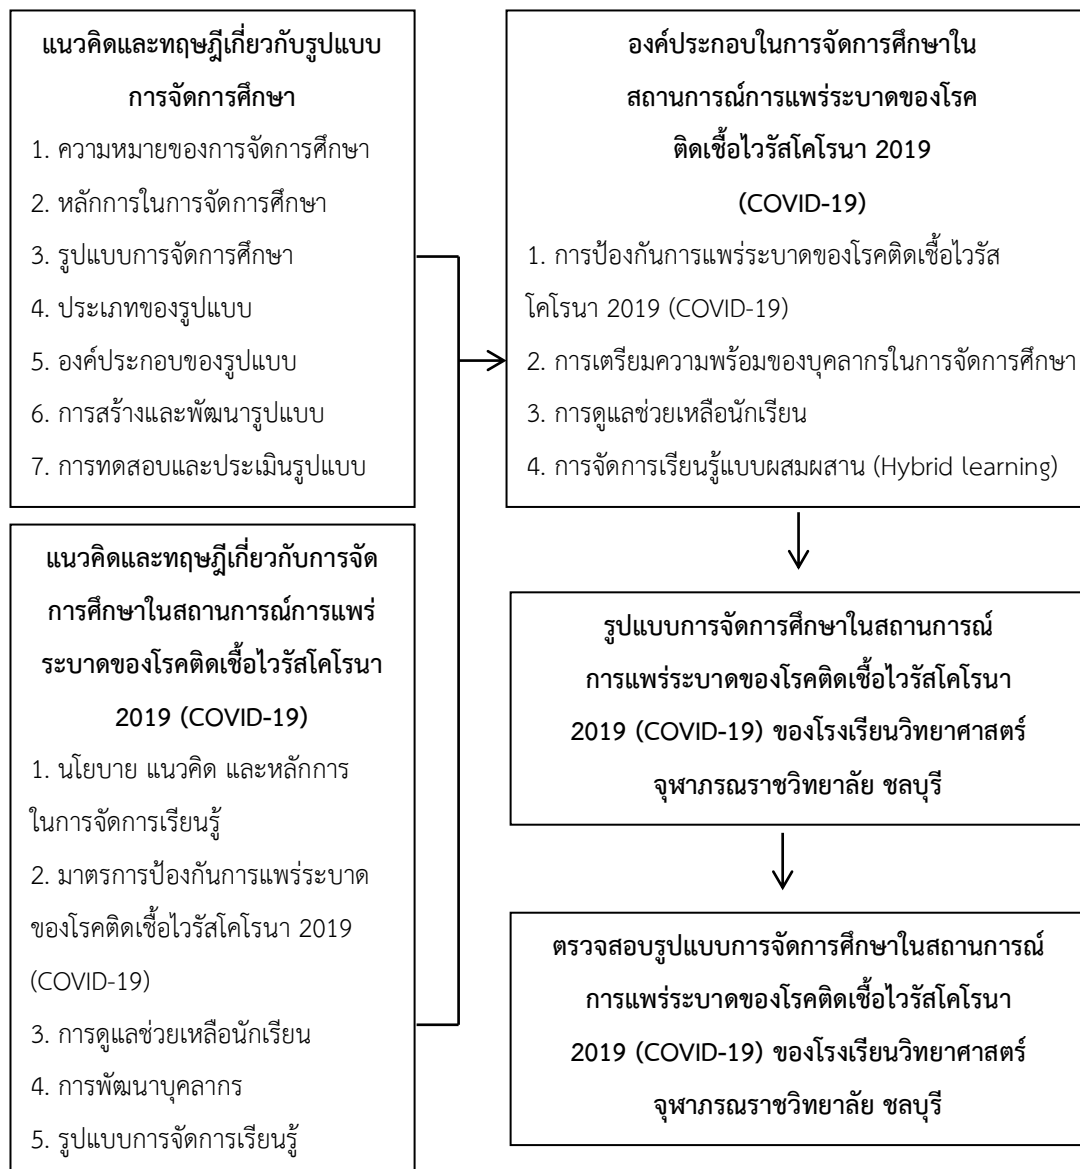 แนวคิดและทฤษฎีเกี่ยวกับรูปแบบ
การจัดการศึกษา
1. ความหมายของการจัดการศึกษา
2. หลักการในการจัดการศึกษา
3. รูปแบบการจัดการศึกษา
4. ประเภทของรูปแบบ
5. องค์ประกอบของรูปแบบ
6. การสร้างและพัฒนารูปแบบ
7. การทดสอบและประเมินรูปแบบ
แนวคิดและทฤษฎีเกี่ยวกับการจัด
การศึกษาในสถานการณ์การแพร่
ระบาดของโรคติดเชื้อไวรัสโคโรนา
2019 (COVID-19)
1. นโยบาย แนวคิด และหลักการ
ในการจัดการเรียนรู้
2. มาตรการป้องกันการแพร่ระบาด
ของโรคติดเชื้อไวรัสโคโรนา 2019
(COVID-19)
3. การดูแลช่วยเหลือนักเรียน
4. การพัฒนาบุคลากร
5. รูปแบบการจัดการเรียนรู้
องค์ประกอบในการจัดการศึกษาใน
สถานการณ์การแพร่ระบาดของโรค
ติดเชื้อไวรัสโคโรนา 2019
(COVID-19)
1. การป้องกันการแพร่ระบาดของโรคติดเชื้อไวรัส
โคโรนา 2019 (COVID-19)
2. การเตรียมความพร้อมของบุคลากรในการจัดการศึกษา
3. การดูแลช่วยเหลือนักเรียน
4. การจัดการเรียนรู้แบบผสมผสาน (Hybrid learning)
รูปแบบการจัดการศึกษาในสถานการณ์
การแพร่ระบาดของโรคติดเชื้อไวรัสโคโรนา
2019 (COVID-19) ของโรงเรียนวิทยาศาสตร์
จุฬาภรณราชวิทยาลัย ชลบุรี
ตรวจสอบรูปแบบการจัดการศึกษาในสถานการณ์
การแพร่ระบาดของโรคติดเชื้อไวรัสโคโรนา
2019 (COVID-19) ของโรงเรียนวิทยาศาสตร์
จุฬาภรณราชวิทยาลัย ชลบุรี